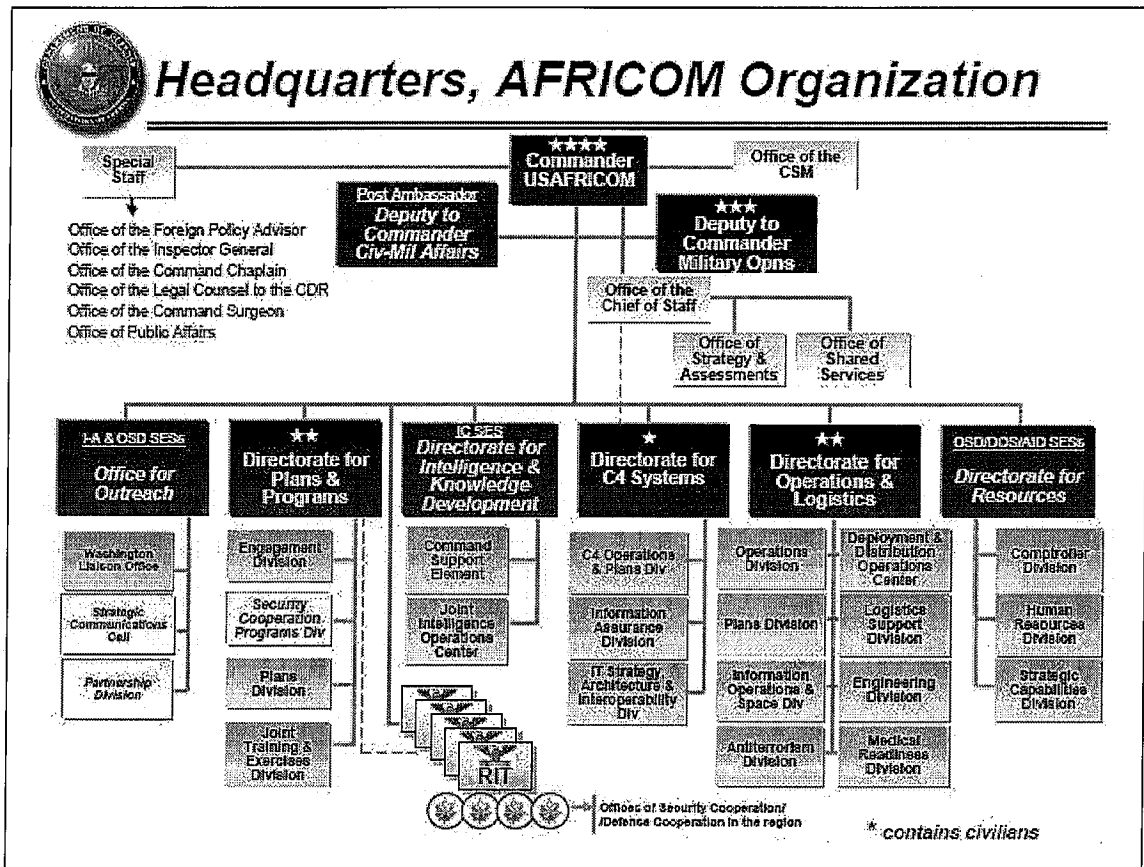 Headquarters, AFRICOM Organization
Special
Staff
★★★★
Commander
USAFRICOM
Office of the
CSM
Post Ambassador
Deputy to
Commander
Civ-Mil Affairs
★★★
Deputy to
Commander
Military Opns
Office of the Foreign Policy Advisor
Office of the Inspector General
Office of the Command Chaplain
Office of the Legal Counsel to the CDR
Office of the Command Surgeon
Office of Public Affairs
Office of the
Chief of Staff
Office of
Strategy &
Assessments
Office of
Shared
Services
I-A & OSD SESs
Office for
Outreach
★★
Directorate for
Plans &
Programs
IC SES
Directorate for
Intelligence &
Knowledge
Development
★
Directorate for
C4 Systems
★★
Directorate for
Operations &
Logistics
OSD/DOS/AID SESs
Directorate for
Resources
Washington
Liaison Office
Strategic
Communications
Cell
Partnership
Division
Engagement
Division
Security
Cooperation
Programs Div
Plans
Division
Joint
Training &
Exercises
Division
Command
Support
Element
Joint
Intelligence
Operations
Center
C4 Operations
& Plans Div
Information
Assurance
Division
IT Strategy
Architecture &
Interoperability
Div
Operations
Division
Plans Division
Information
Operations &
Space Div
Antiterrorism
Division
Deployment &
Distribution
Operations
Center
Logistics
Support
Division
Engineering
Division
Medical
Readiness
Division
Comptroller
Division
Human
Resources
Division
Strategic
Capabilities
Division
RIT
Offices of Security Cooperation/
/Defence Cooperation in the region
* contains civilians